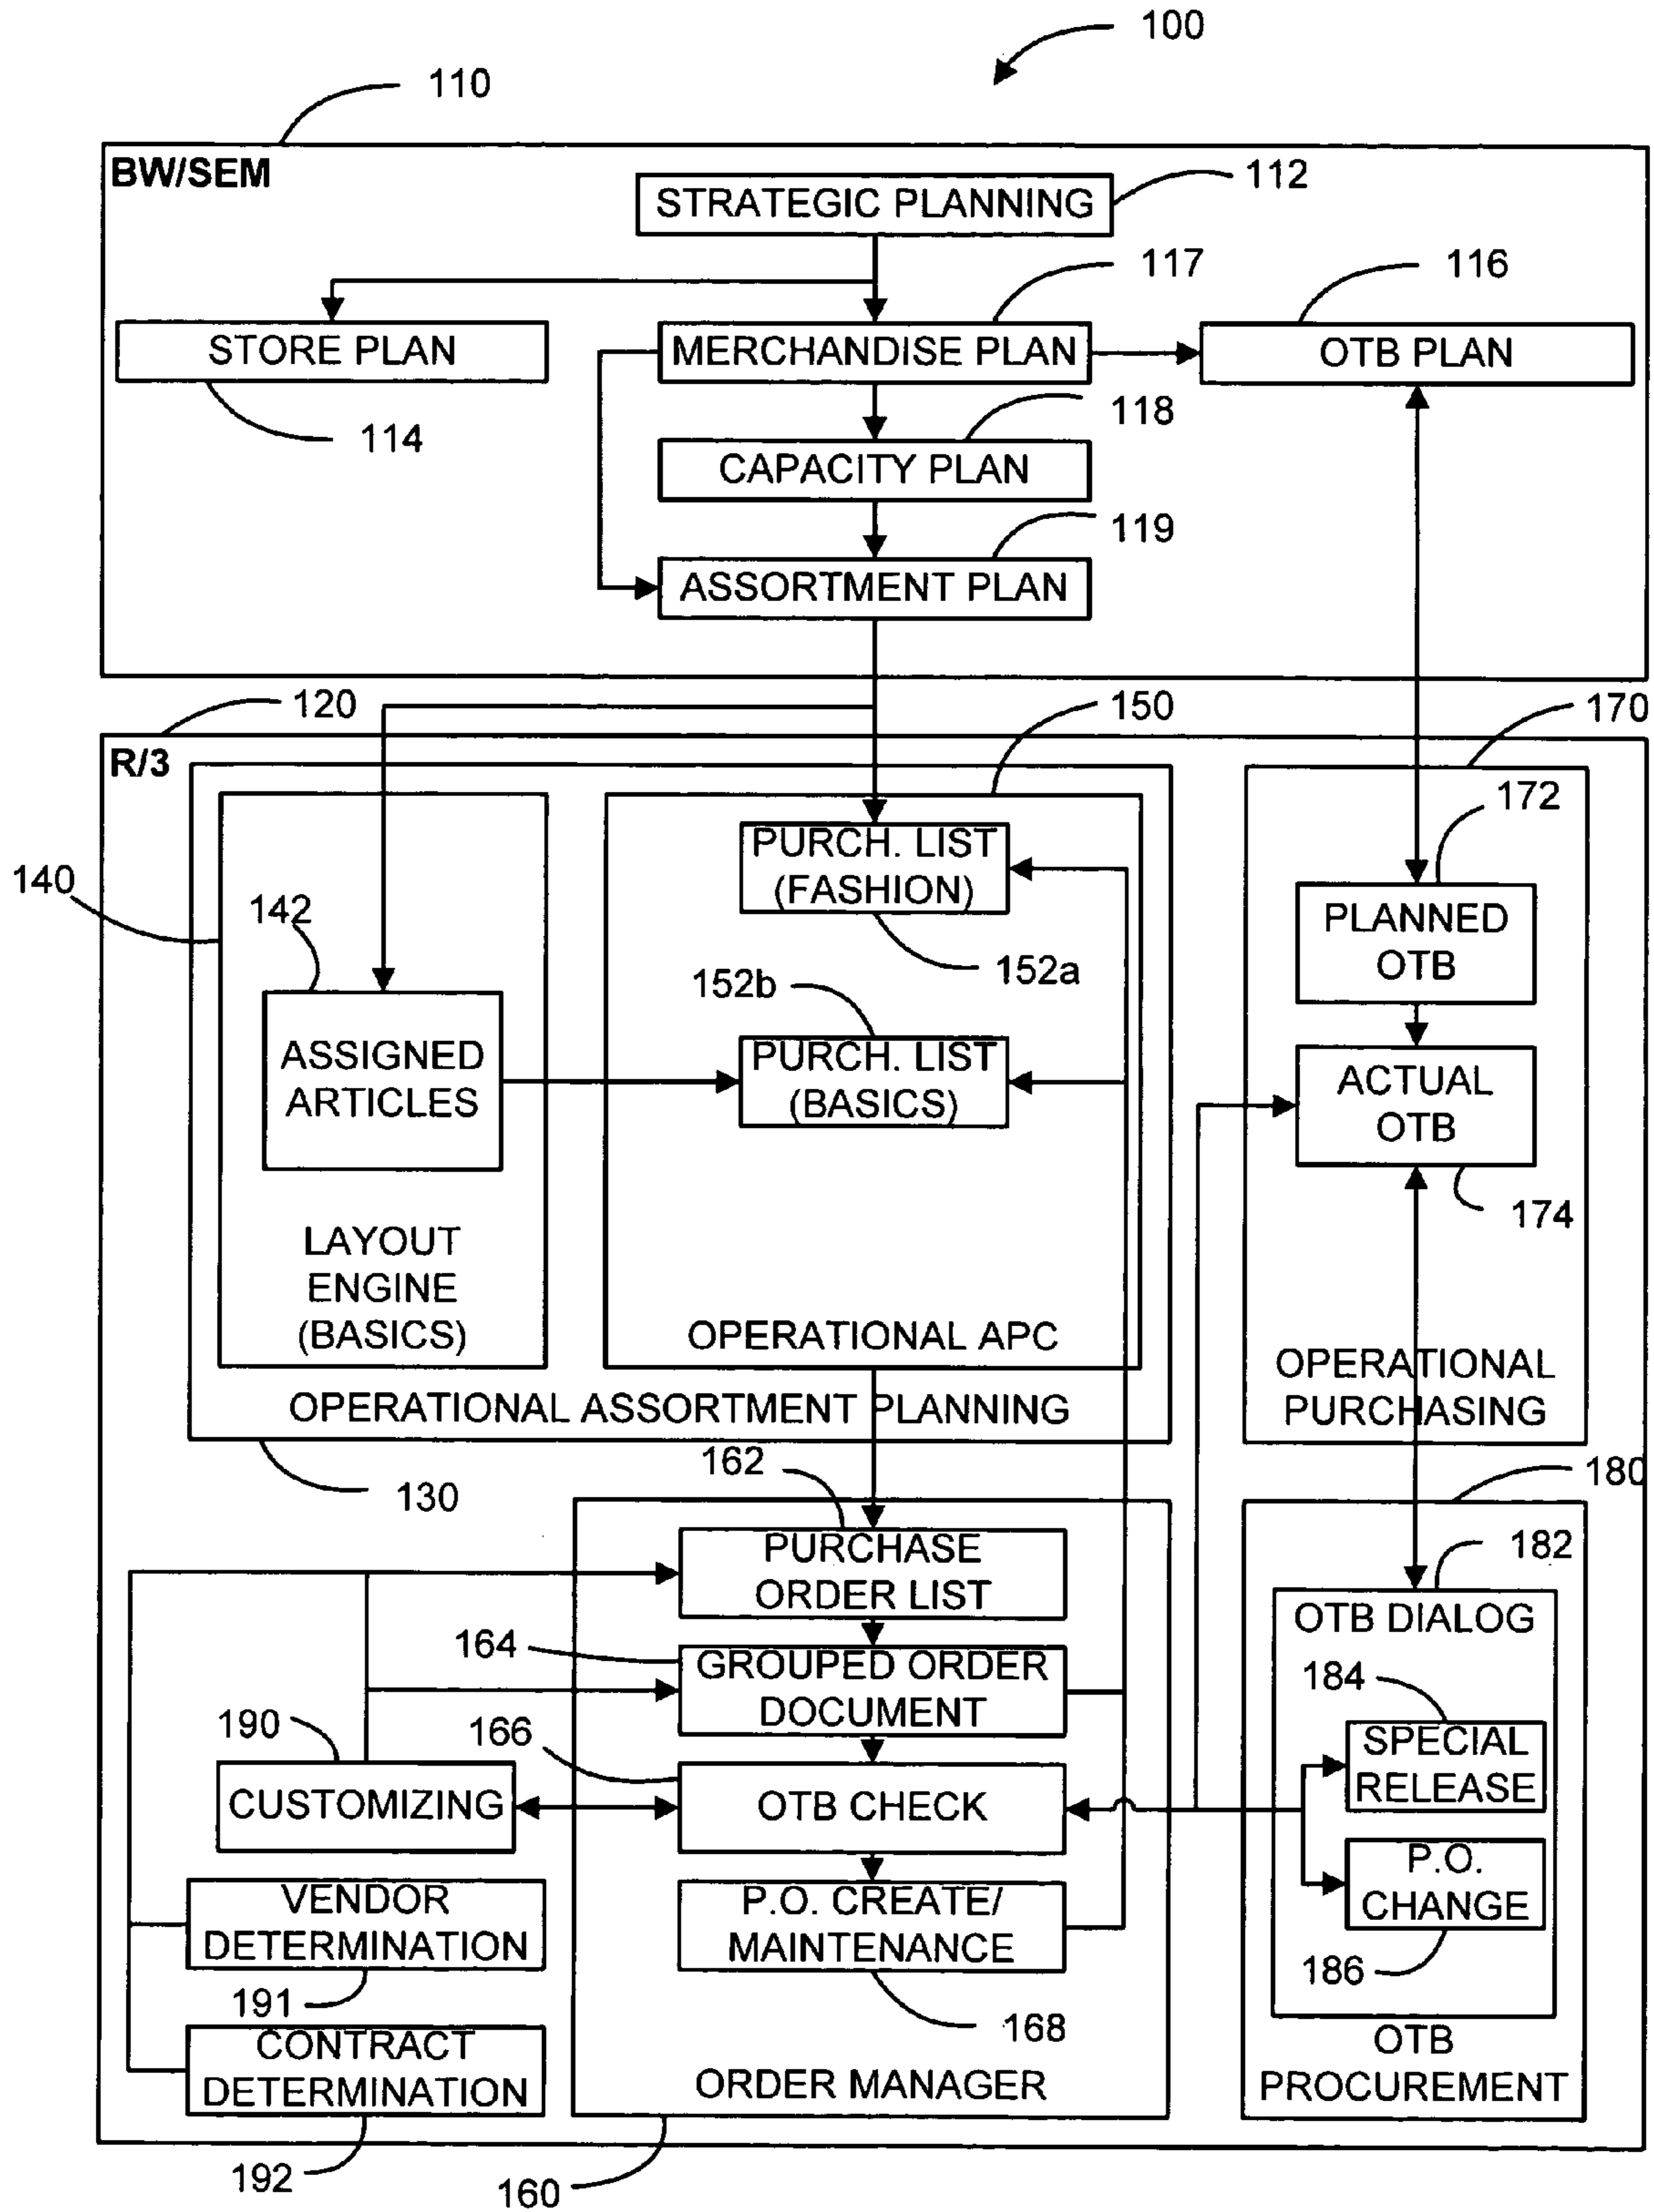 100
110
BW/SEM
STRATEGIC PLANNING
112
117
116
STORE PLAN
MERCHANDISE PLAN
OTB PLAN
114
118
CAPACITY PLAN
119
ASSORTMENT PLAN
120
150
170
R/3
172
PURCH. LIST
(FASHION)
140
142
152a
PLANNED
OTB
152b
ASSIGNED
ARTICLES
PURCH. LIST
(BASICS)
ACTUAL
OTB
174
LAYOUT
ENGINE
(BASICS)
OPERATIONAL APC
OPERATIONAL
PURCHASING
OPERATIONAL ASSORTMENT PLANNING
130
162
180
PURCHASE
ORDER LIST
182
OTB DIALOG
164
GROUPED ORDER
DOCUMENT
184
190
166
SPECIAL
RELEASE
CUSTOMIZING
OTB CHECK
P.O.
CHANGE
VENDOR
DETERMINATION
P.O. CREATE/
MAINTENANCE
186
191
168
CONTRACT
DETERMINATION
ORDER MANAGER
OTB
PROCUREMENT
192
160